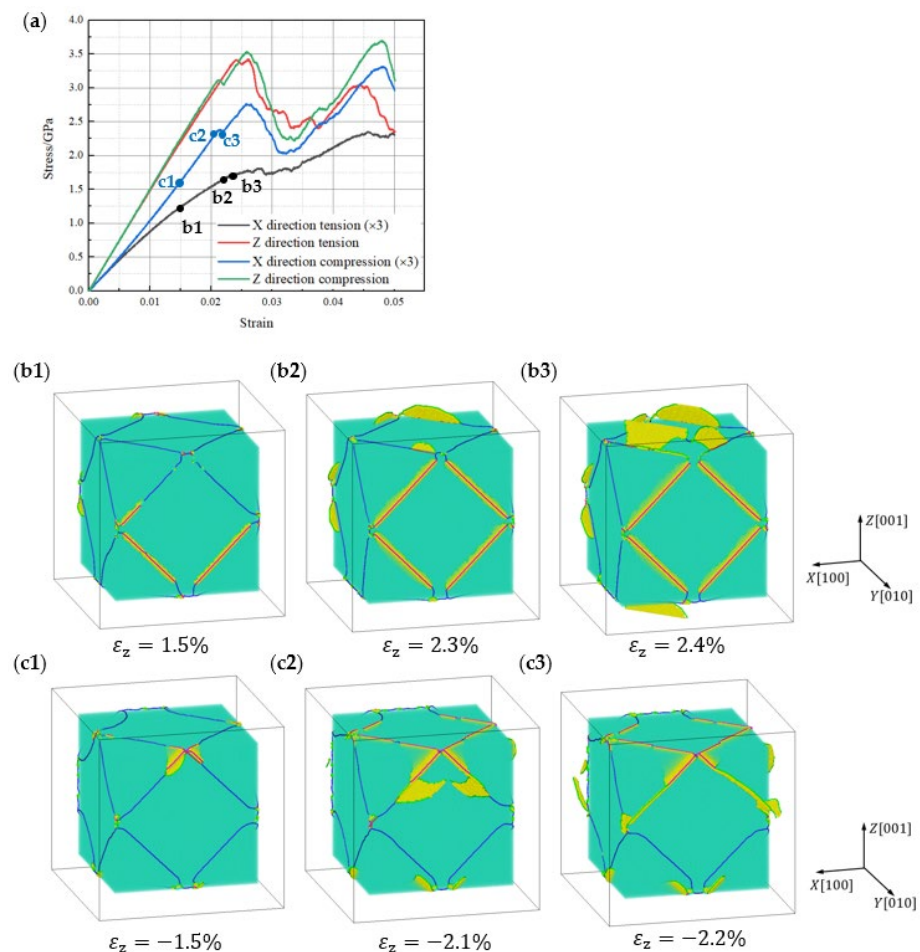 (a)
4.0
3.5
3.0
2.5
2.0
1.5
1.0
0.5
0.0
Stress/GPa
c2
c3
c1
b1
b2
b3
X direction tension (×3)
Z direction tension
X direction compression (×3)
Z direction compression
0.00 0.01 0.02 0.03 0.04 0.05
Strain
(b1) (b2) (b3)
Z[001]
X[100]
Y[010]
εz = 1.5% εz = 2.3% εz = 2.4%
(c1) (c2) (c3)
Z[001]
X[100]
Y[010]
εz = −1.5% εz = −2.1% εz = −2.2%